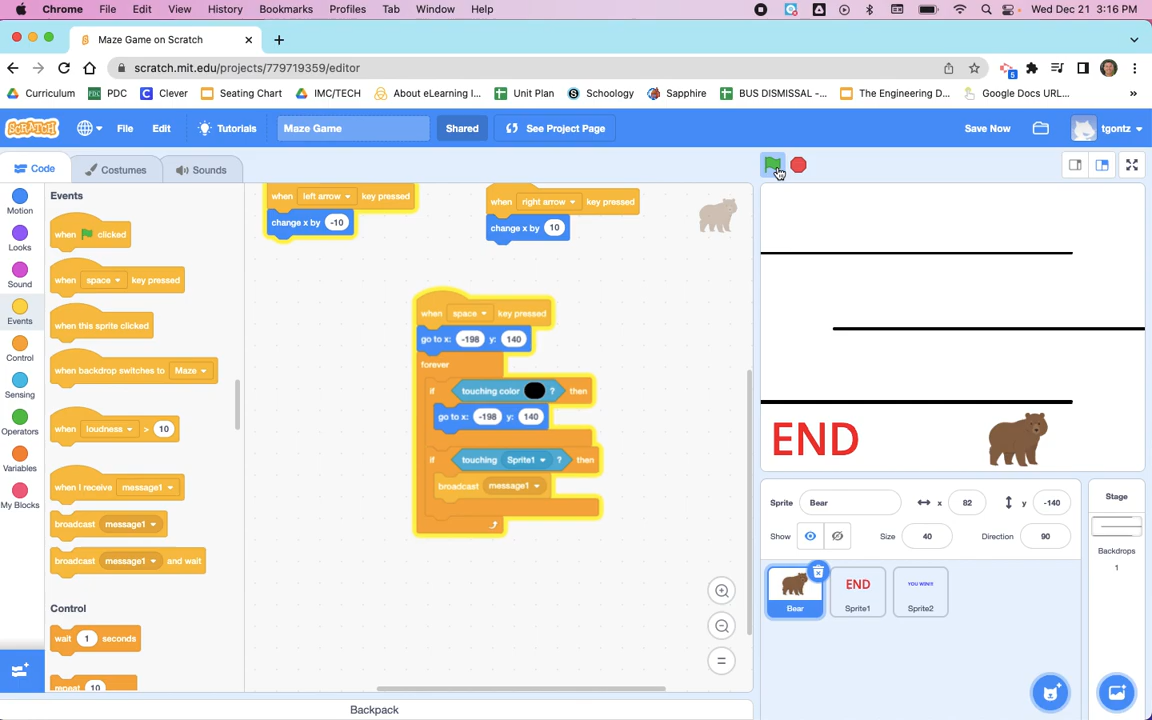 Chrome File Edit View History Bookmarks Profiles Tab Window Help Wed Dec 21 3:16 PM
Maze Game on Scratch
scratch.mit.edu/projects/779719359/editor
5
Curriculum PDC PDC C Clever Seating Chart IMC/TECH About eLearning I... Unit Plan S Schoology Sapphire BUS DISMISSAL -... The Engineering D... Google Docs URL... »
SCRATCH File Edit Tutorials Maze Game Shared See Project Page Save Now tgontz
Code Costumes Sounds
Motion
Looks
Sound
Events
Control
Sensing
Operators
Variables
My Blocks
Events
when clicked
when space key pressed
when this sprite clicked
when backdrop switches to Maze
when loudness > 10
when I receive message1
broadcast message1
broadcast message1 and wait
Control
wait 1 seconds
repeat 10
when left arrow key pressed
change x by -10
when right arrow key pressed
change x by 10
when space key pressed
go to x: -198 y: 140
forever
if touching color ? then
go to x: -198 y: 140
if touching Sprite1 ? then
broadcast message1
Backpack
END
Sprite Bear x 82 y -140
Show Size 40 Direction 90
Bear
END
Sprite1
YOU WIN!!!
Sprite2
Stage
Backdrops
1